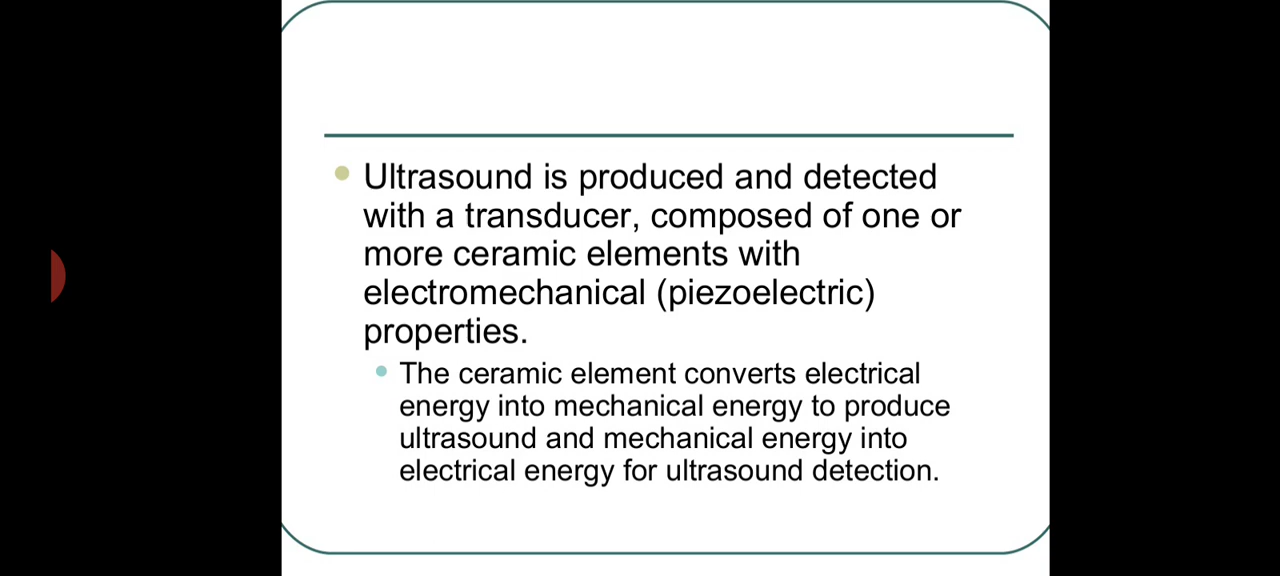 Ultrasound is produced and detected
with a transducer, composed of one or
more ceramic elements with
electromechanical (piezoelectric)
properties.
The ceramic element converts electrical
energy into mechanical energy to produce
ultrasound and mechanical energy into
electrical energy for ultrasound detection.